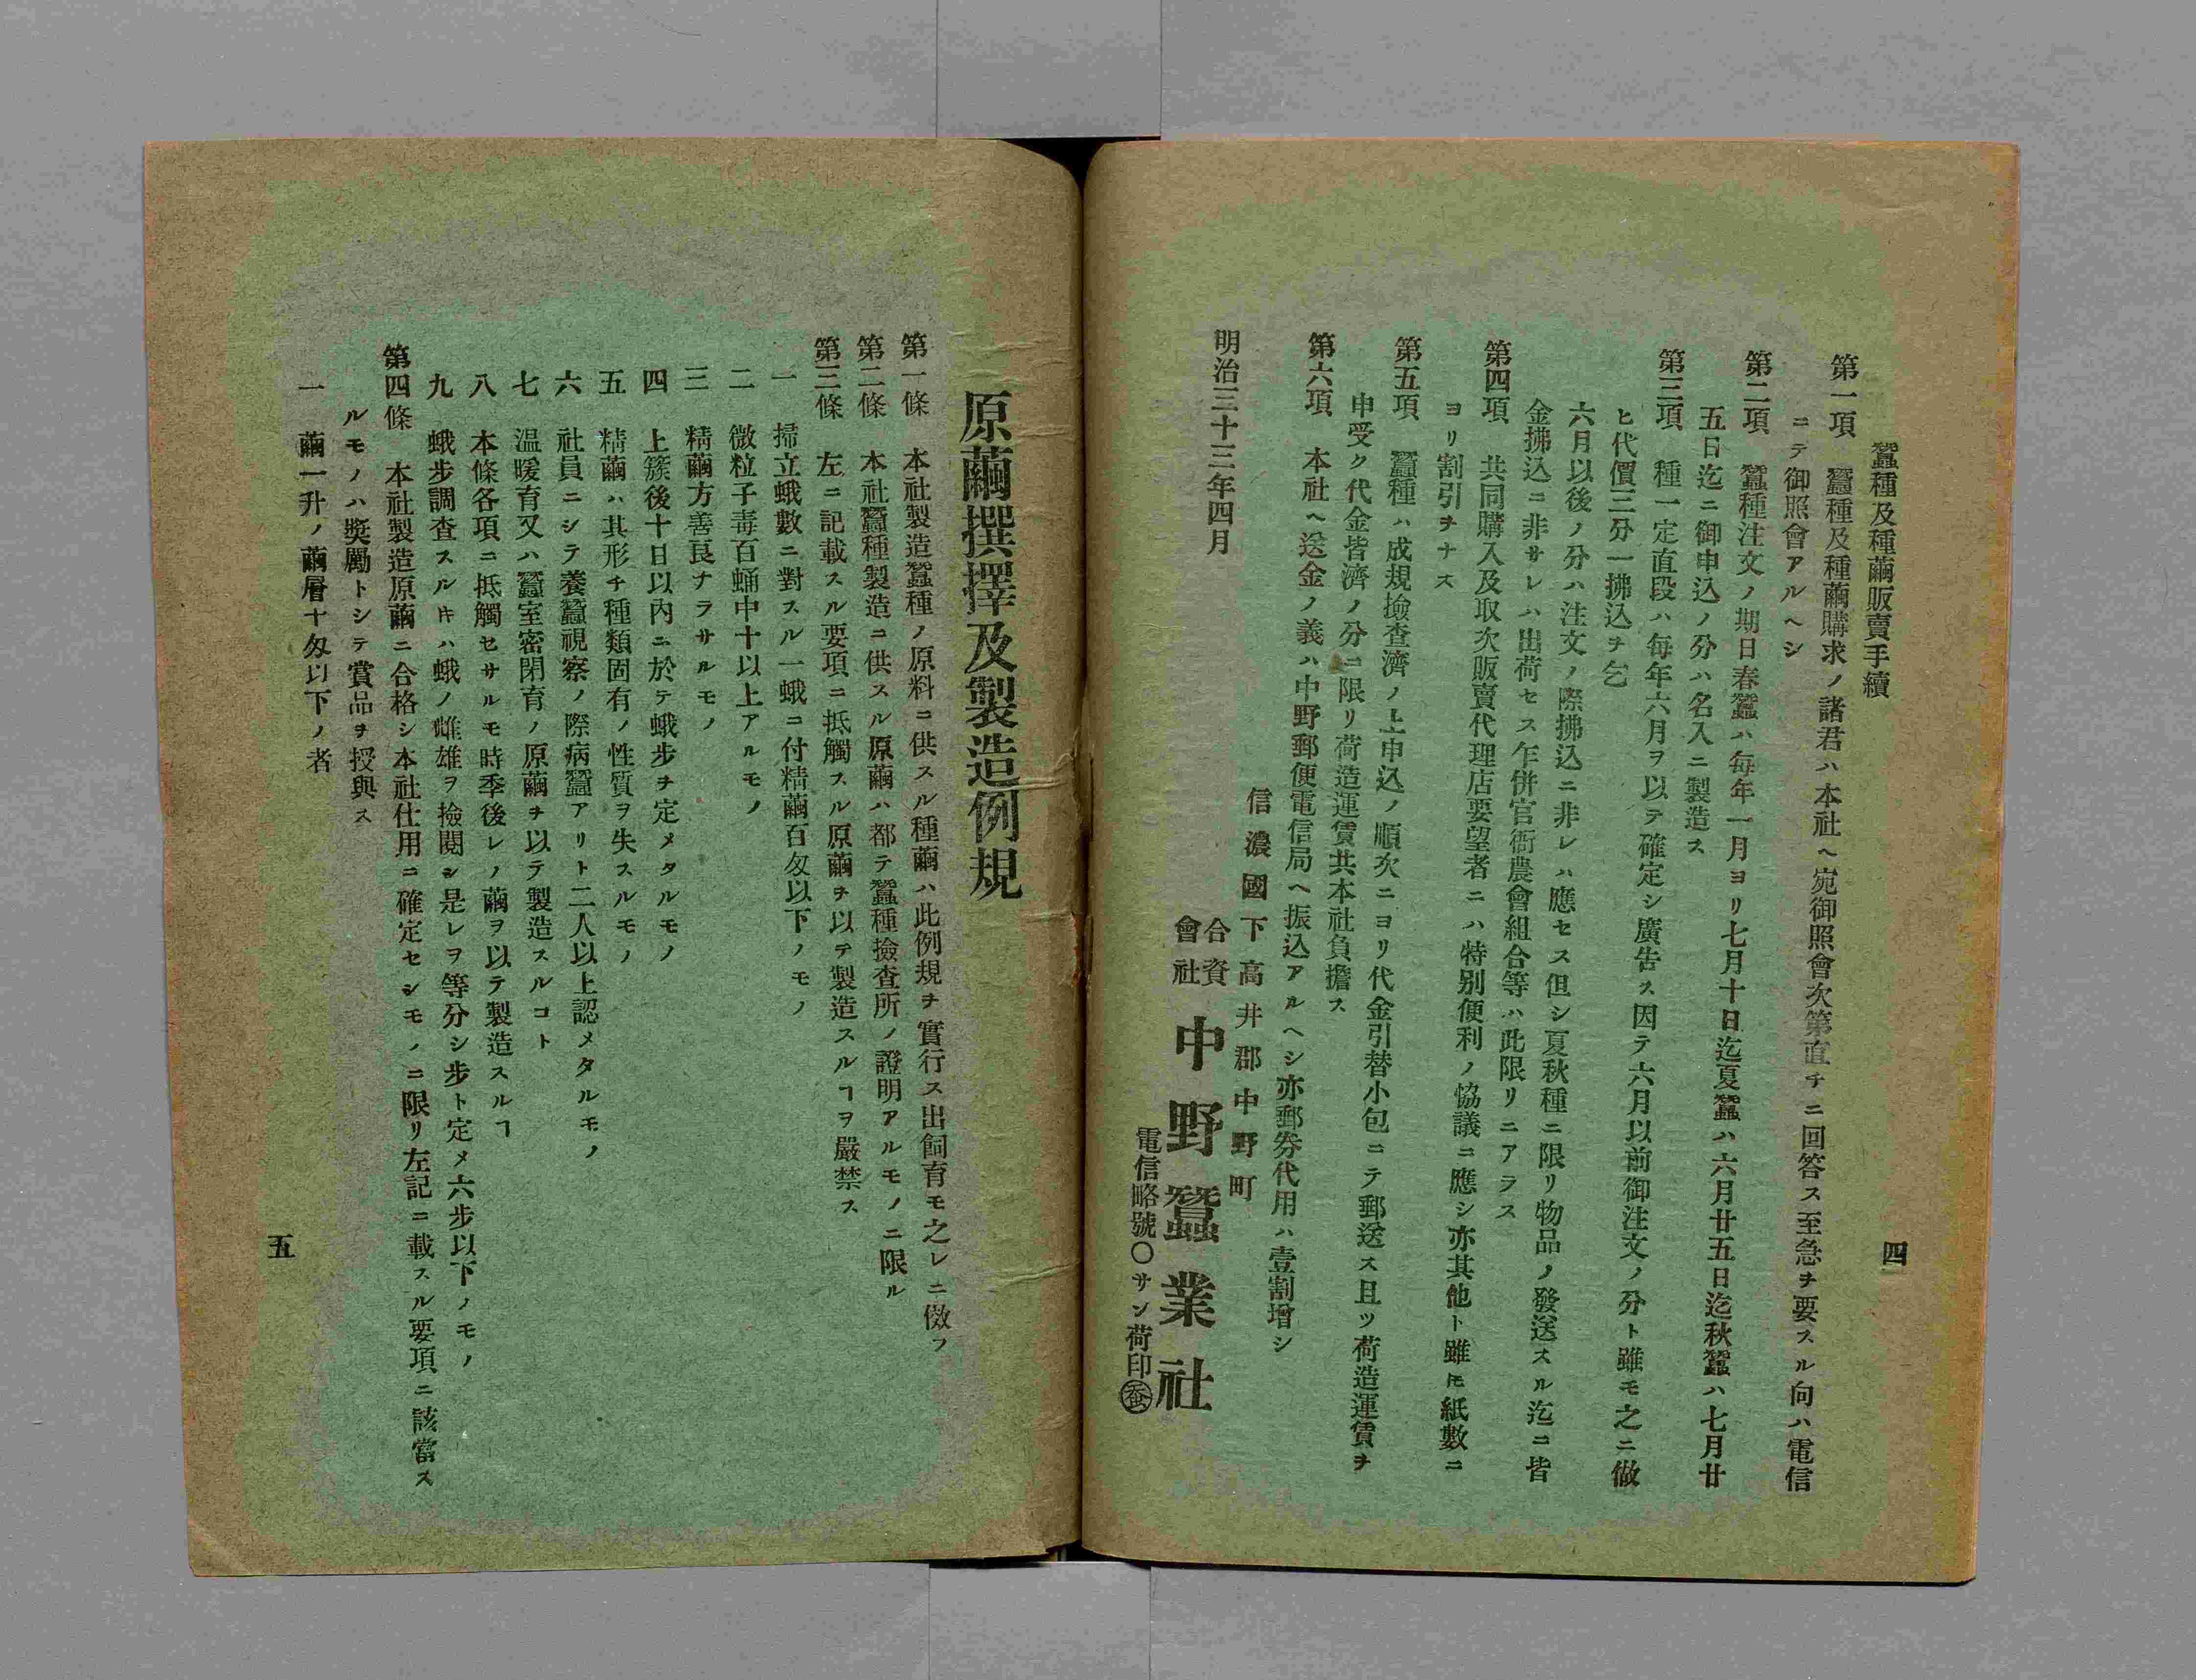 蠶種及種繭販賣手續
第一項　蠶種及種繭購求ノ諸君ハ本社ヘ宛御照會次第直チニ回答ス至急ヲ要スル向ハ電信
ニテ御照會アルヘシ
第二項　蠶種注文ノ期日春蠶ハ毎年一月ヨリ七月十日迄夏蠶ハ六月廿五日迄秋蠶ハ七月廿
五日迄ニ御申込ノ分ハ名入ニ製造ス
第三項　種一定直段ハ毎年六月ヲ以テ確定シ廣告ス因テ六月以前御注文ノ分ト雖モ之ニ做
ヒ代價三分一拂込ヲ乞
六月以後ノ分ハ注文ノ際拂込ニ非レハ應セス但シ夏秋種ニ限リ物品ノ發送スル迄ニ皆
金拂込ニ非サレハ出荷セス乍併官衙農會組合等ハ此限リニアラス
第四項　共同購入及取次販賣代理店要望者ニハ特別便利ノ協議ニ應シ亦其他ト雖𪜈紙數ニ
ヨリ割引ヲナス
第五項　蠶種ハ成規撿查濟ノ上申込ノ順次ニヨリ代金引替小包ニテ郵送ス且ツ荷造運賃ヲ
申受ク代金皆濟ノ分ニ限リ荷造運賃共本社負擔ス
第六項　本社ヘ送金ノ義ハ中野郵便電信局ヘ振込アルヘシ亦郵券代用ハ壹割增シ
明治三十三年四月
信濃國下高井郡中野町
合資會社　中野蠶業社
電信略號〇サン荷印㊂蚕
四
原繭撰擇及製造例規
第一條　本社製造蠶種ノ原料ニ供スル種繭ハ此例規ヲ實行ス出飼育モ之レニ倣フ
第二條　本社蠶種製造ニ供スル原繭ハ都テ蠶種撿查所ノ證明アルモノニ限ル
第三條　左ニ記載スル要項ニ抵觸スル原繭ヲ以テ製造スルヿヲ嚴禁ス
一　掃立蛾數ニ對スル一蛾ニ付精繭百匁以下ノモノ
二　微粒子毒百蛹中十以上アルモノ
三　精繭方善良ナラサルモノ
四　上簇後十日以內ニ於テ蛾步ヲ定メタルモノ
五　精繭ハ其形チ種類固有ノ性質ヲ失スルモノ
六　社員ニシラ養蠶視察ノ際病蠶アリト二人以上認メタルモノ
七　溫暖育又ハ蠶室密閉育ノ原繭ヲ以テ製造スルコト
八　本條各項ニ抵觸セサルモ時季後レノ繭ヲ以テ製造スルヿ
九　蛾步調查スルキハ蛾ノ雌雄ヲ撿閱シ是レヲ等分シ步ト定メ六步以下ノモノ
第四條　本社製造原繭ニ合格シ本社仕用ニ確定セシモノニ限リ左記ニ載スル要項ニ該當ス
ルモノハ奬勵トシテ賞品ヲ授與ス
一　繭一升ノ繭層十匁以下ノ者
五